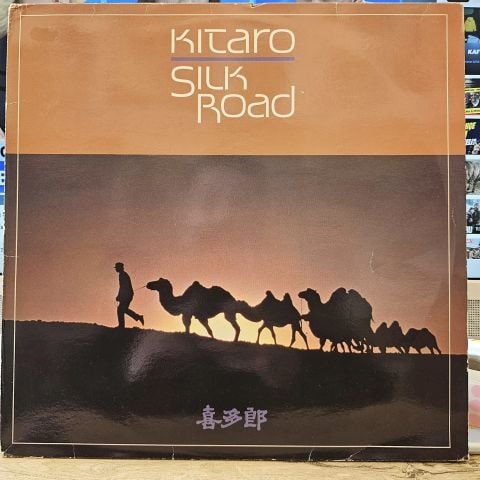 Kitaro
Silk
Road
喜多郎